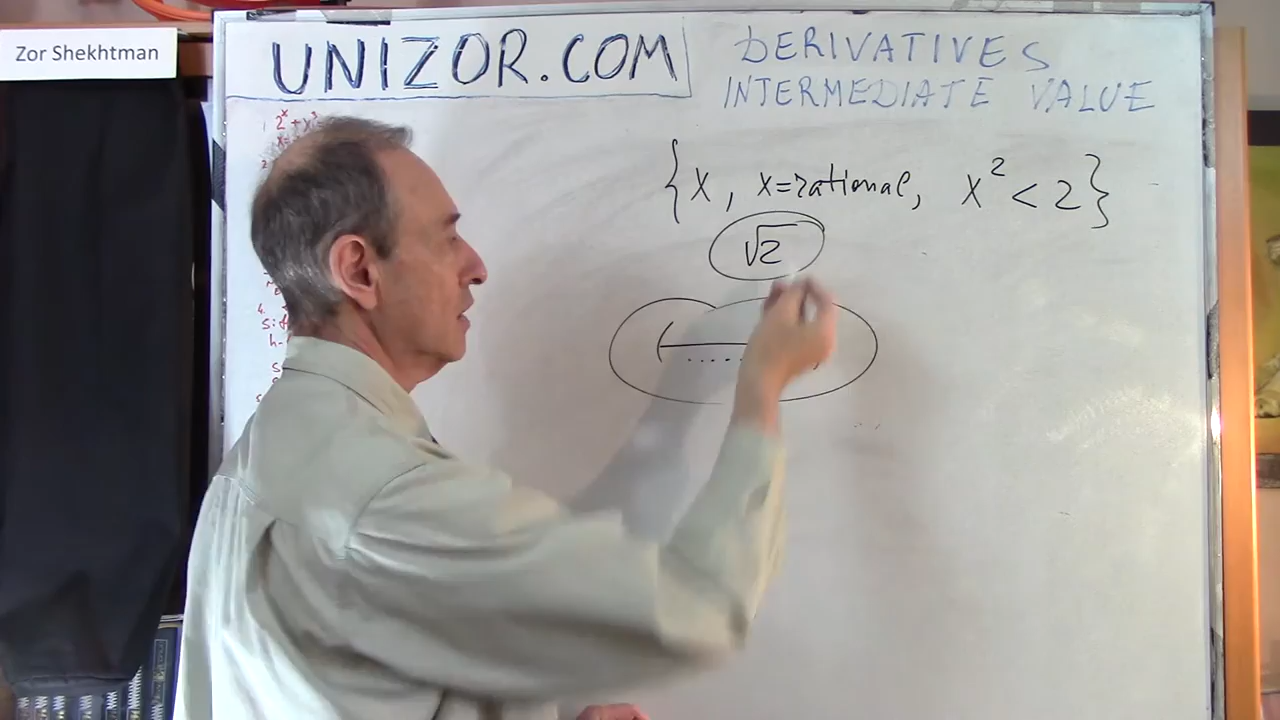 Zor Shekhtman
UNIZOR.COM
DERIVATIVES
INTERMEDIATE VALUE
{x, x=rational, x² < 2}
√2